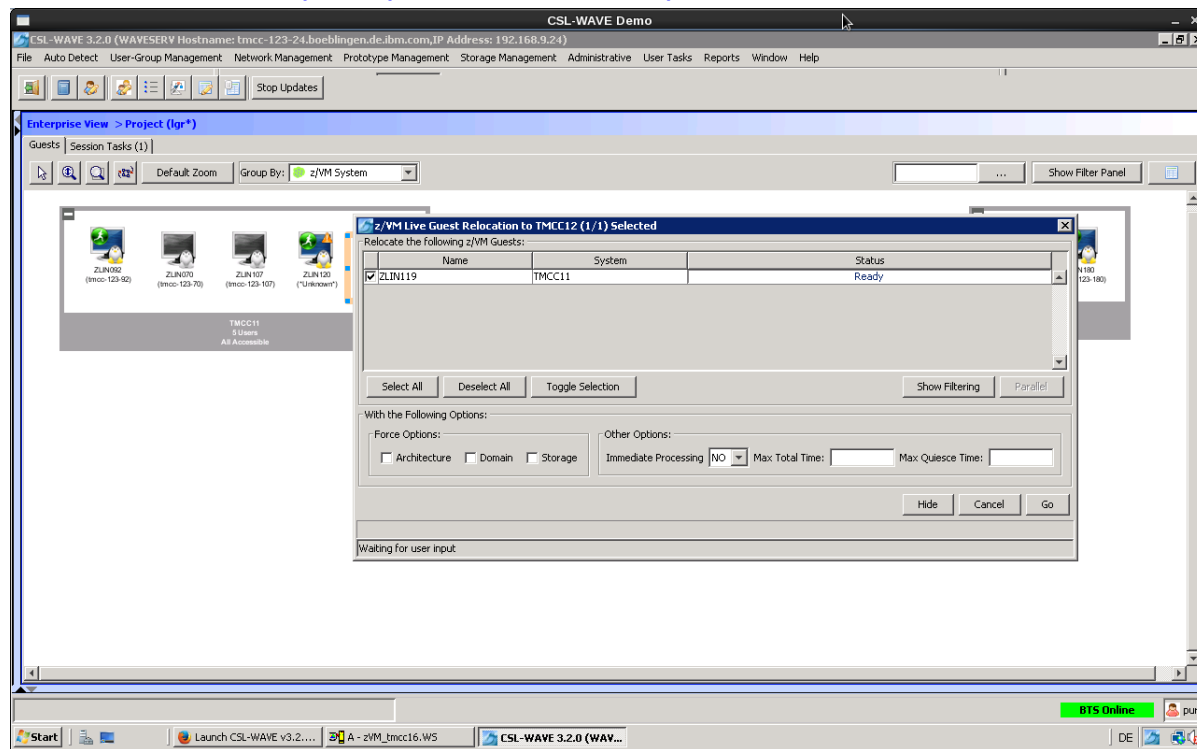 CSL-WAVE Demo
CSL-WAVE 3.2.0 (WAVESERV Hostname: tmcc-123-24.boeblingen.de.ibm.com,IP Address: 192.168.9.24)
File Auto Detect User-Group Management Network Management Prototype Management Storage Management Administrative User Tasks Reports Window Help
Stop Updates
Enterprise View > Project (lgr*)
Guests Session Tasks (1)
Default Zoom Group By: z/VM System ... Show Filter Panel
z/VM Live Guest Relocation to TMCC12 (1/1) Selected
Relocate the following z/VM Guests:
Name System Status
ZLIN119 TMCC11 Ready
ZLIN092 ZLIN070 ZLIN107 ZLIN120
(tmcc-123-92) (tmcc-123-70) (tmcc-123-107) ("Unknown")
N180
123-180)
TMCC11
5 Users
All Accessible
Select All Deselect All Toggle Selection Show Filtering Parallel
With the Following Options:
Force Options: Other Options:
Architecture Domain Storage Immediate Processing NO Max Total Time: Max Quiesce Time:
Hide Cancel Go
Waiting for user input
BTS Online pur
Start Launch CSL-WAVE v3.2.... A - zVM_tmcc16.WS CSL-WAVE 3.2.0 (WAV... DE